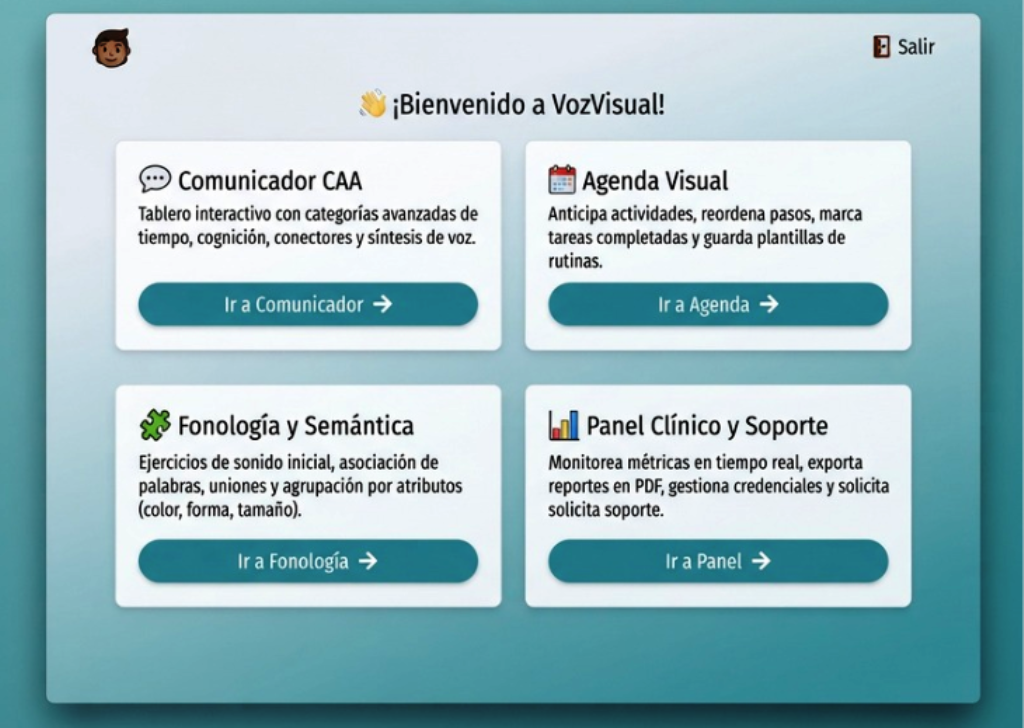 Salir
¡Bienvenido a VozVisual!
Comunicador CAA
Tablero interactivo con categorías avanzadas de
tiempo, cognición, conectores y síntesis de voz.
Ir a Comunicador →
Agenda Visual
Anticipa actividades, reordena pasos, marca
tareas completadas y guarda plantillas de
rutinas.
Ir a Agenda →
Fonología y Semántica
Ejercicios de sonido inicial, asociación de
palabras, uniones y agrupación por atributos
(color, forma, tamaño).
Ir a Fonología →
Panel Clínico y Soporte
Monitorea métricas en tiempo real, exporta
reportes en PDF, gestiona credenciales y solicita
solicita soporte.
Ir a Panel →